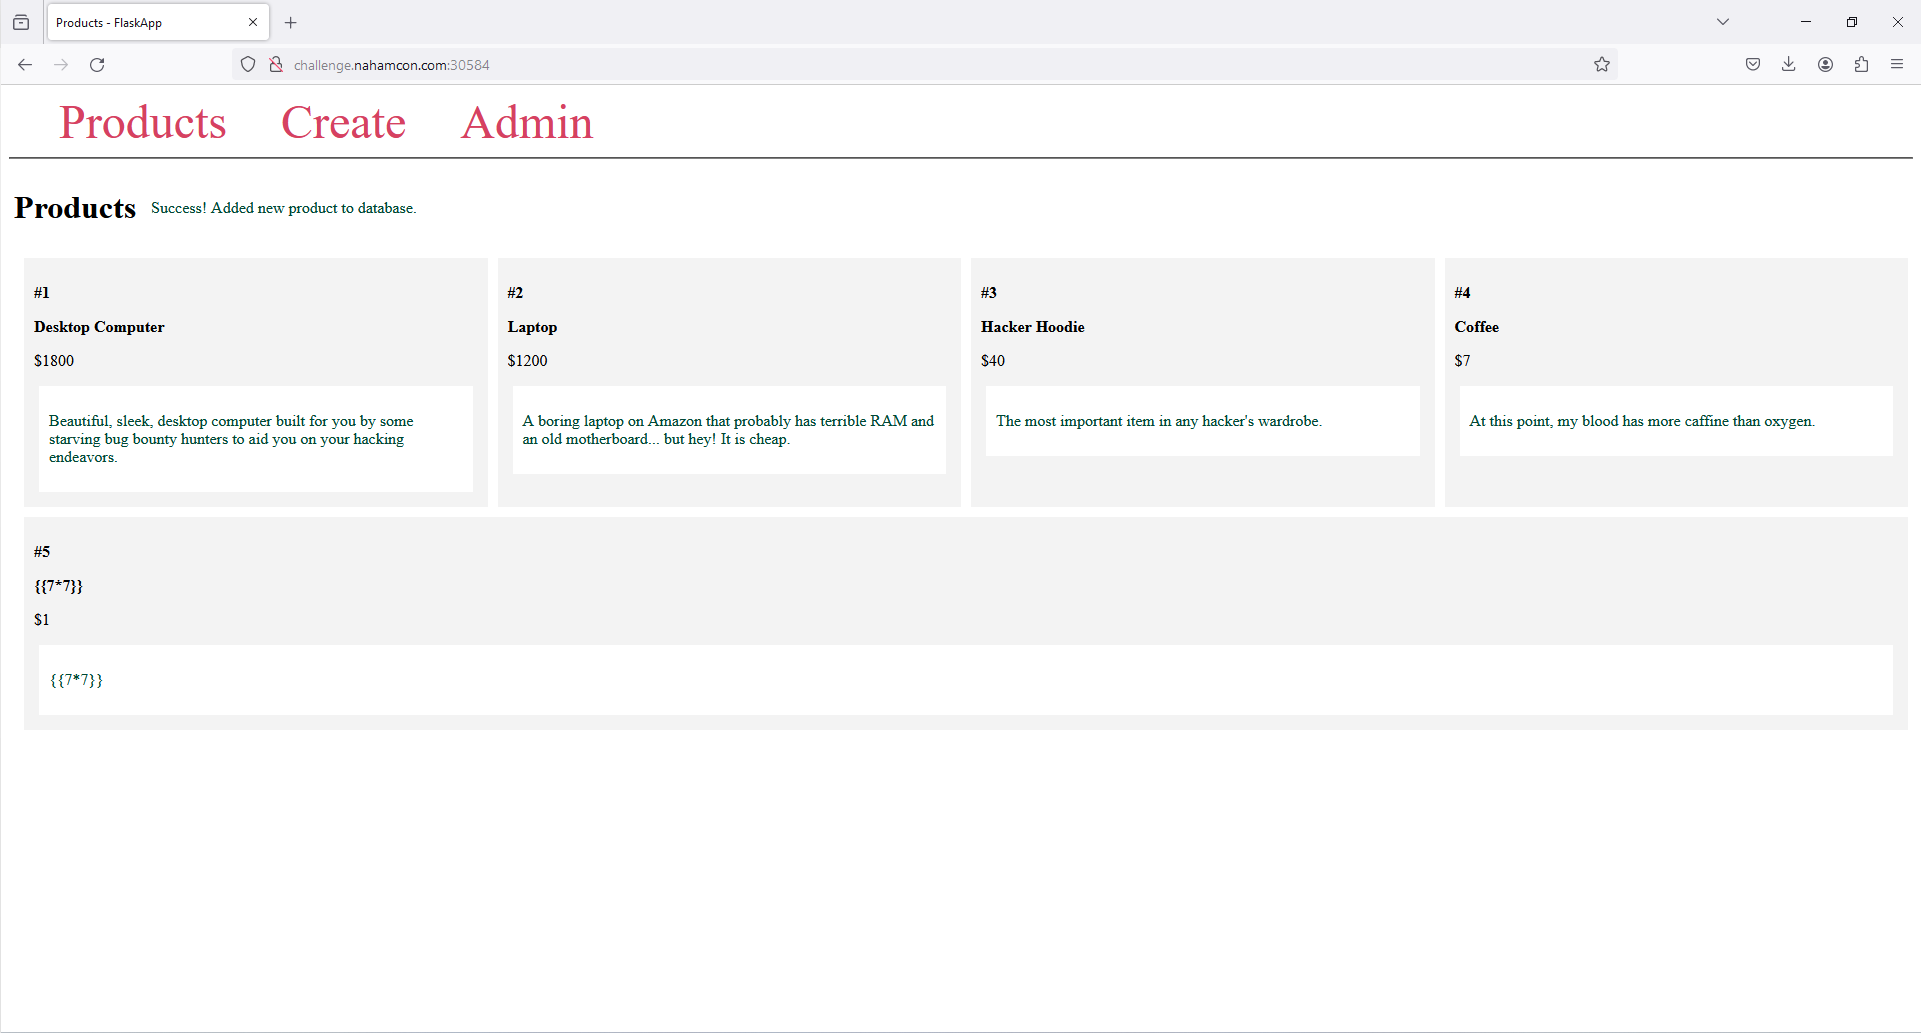 Products - FlaskApp
challenge.nahamcon.com:30584
Products Create Admin
Products Success! Added new product to database.
#1
Desktop Computer
$1800
Beautiful, sleek, desktop computer built for you by some
starving bug bounty hunters to aid you on your hacking
endeavors.
#2
Laptop
$1200
A boring laptop on Amazon that probably has terrible RAM and
an old motherboard... but hey! It is cheap.
#3
Hacker Hoodie
$40
The most important item in any hacker's wardrobe.
#4
Coffee
$7
At this point, my blood has more caffine than oxygen.
#5
{{7*7}}
$1
{{7*7}}